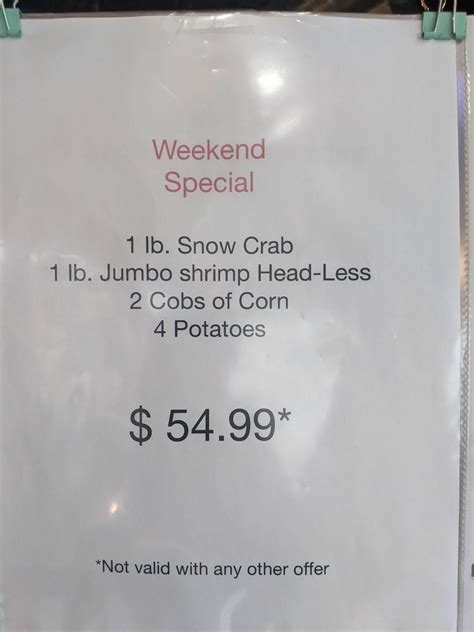 Weekend
Special
1 lb. Snow Crab
1 lb. Jumbo shrimp Head-Less
2 Cobs of Corn
4 Potatoes
$ 54.99*
*Not valid with any other offer